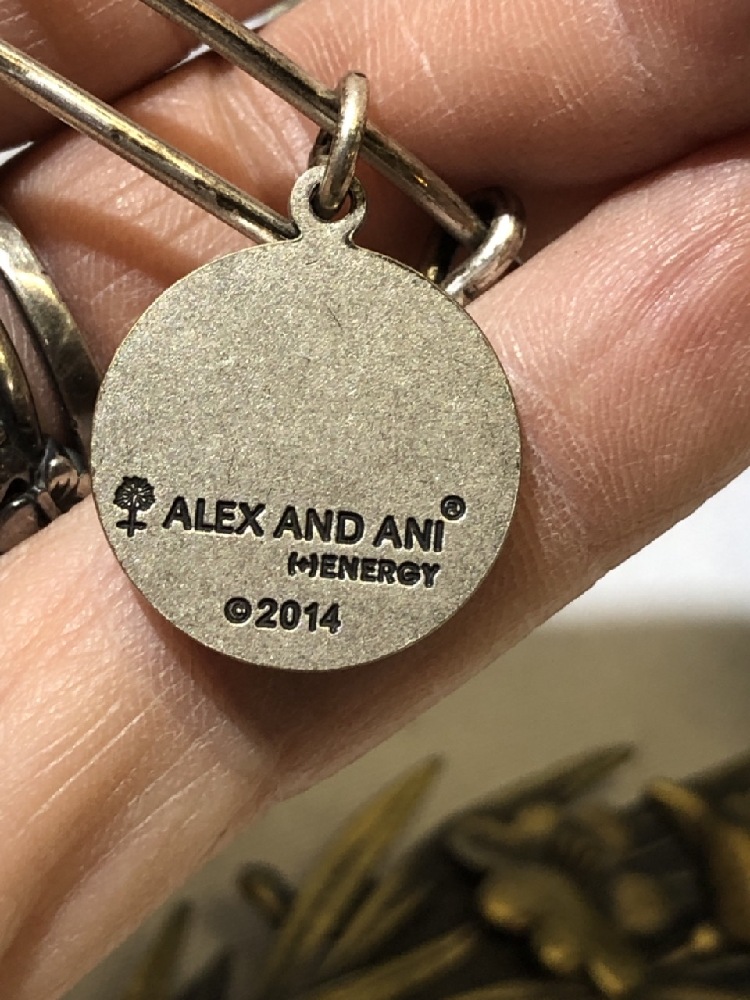 ALEX AND ANI®
(+)ENERGY
©2014